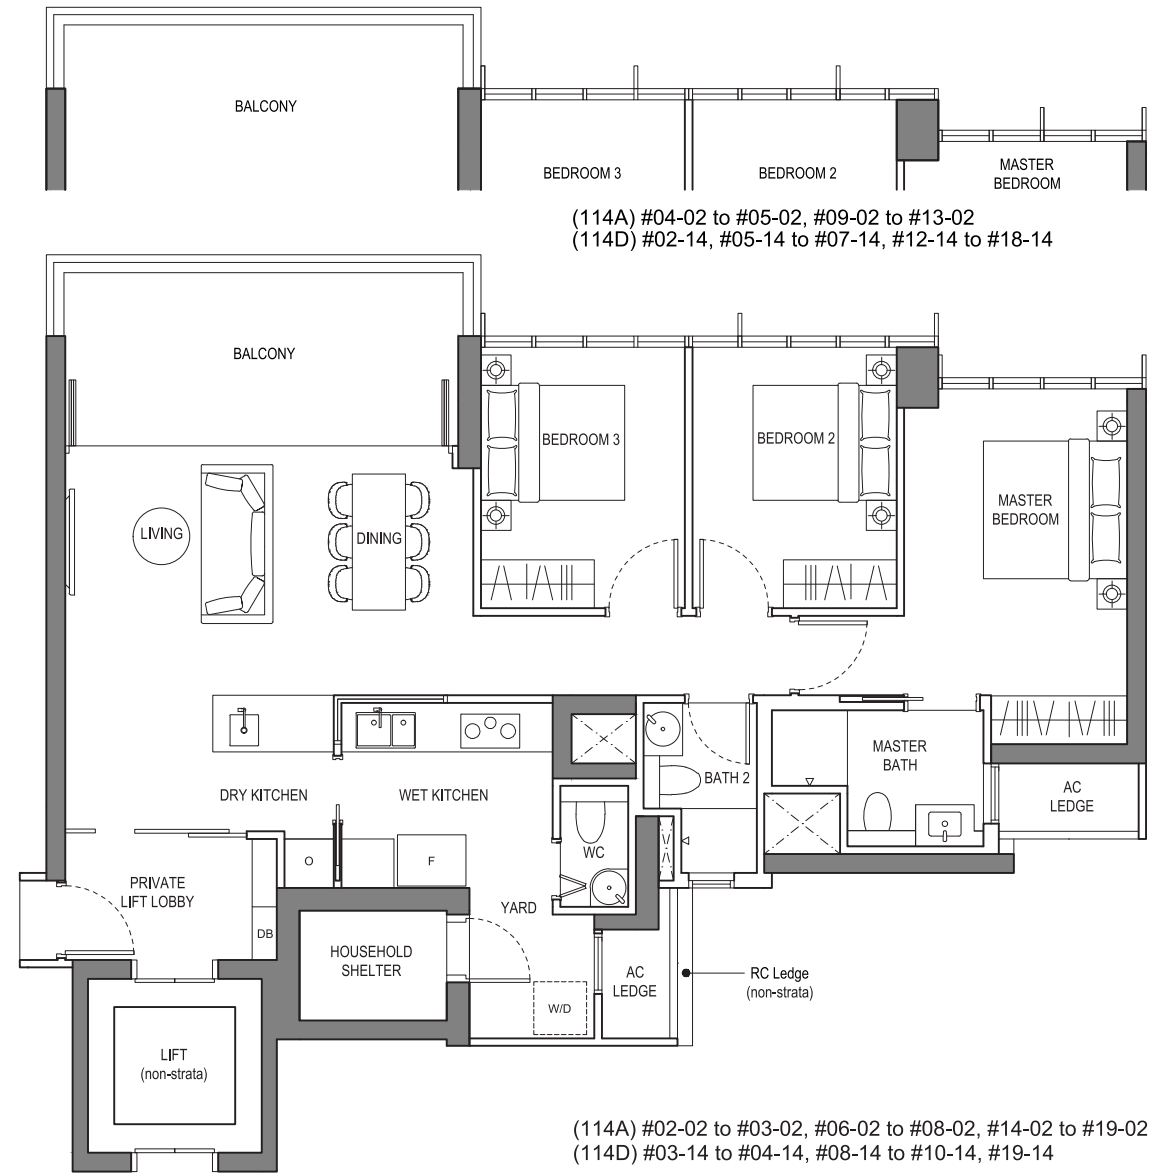 BALCONY
BEDROOM 3
BEDROOM 2
MASTER
BEDROOM
(114A) #04-02 to #05-02, #09-02 to #13-02
(114D) #02-14, #05-14 to #07-14, #12-14 to #18-14
BALCONY
BEDROOM 3
BEDROOM 2
MASTER
BEDROOM
LIVING
DINING
DRY KITCHEN
WET KITCHEN
BATH 2
MASTER
BATH
AC
LEDGE
O
F
WC
PRIVATE
LIFT LOBBY
DB
YARD
HOUSEHOLD
SHELTER
AC
LEDGE
RC Ledge
(non-strata)
W/D
LIFT
(non-strata)
(114A) #02-02 to #03-02, #06-02 to #08-02, #14-02 to #19-02
(114D) #03-14 to #04-14, #08-14 to #10-14, #19-14